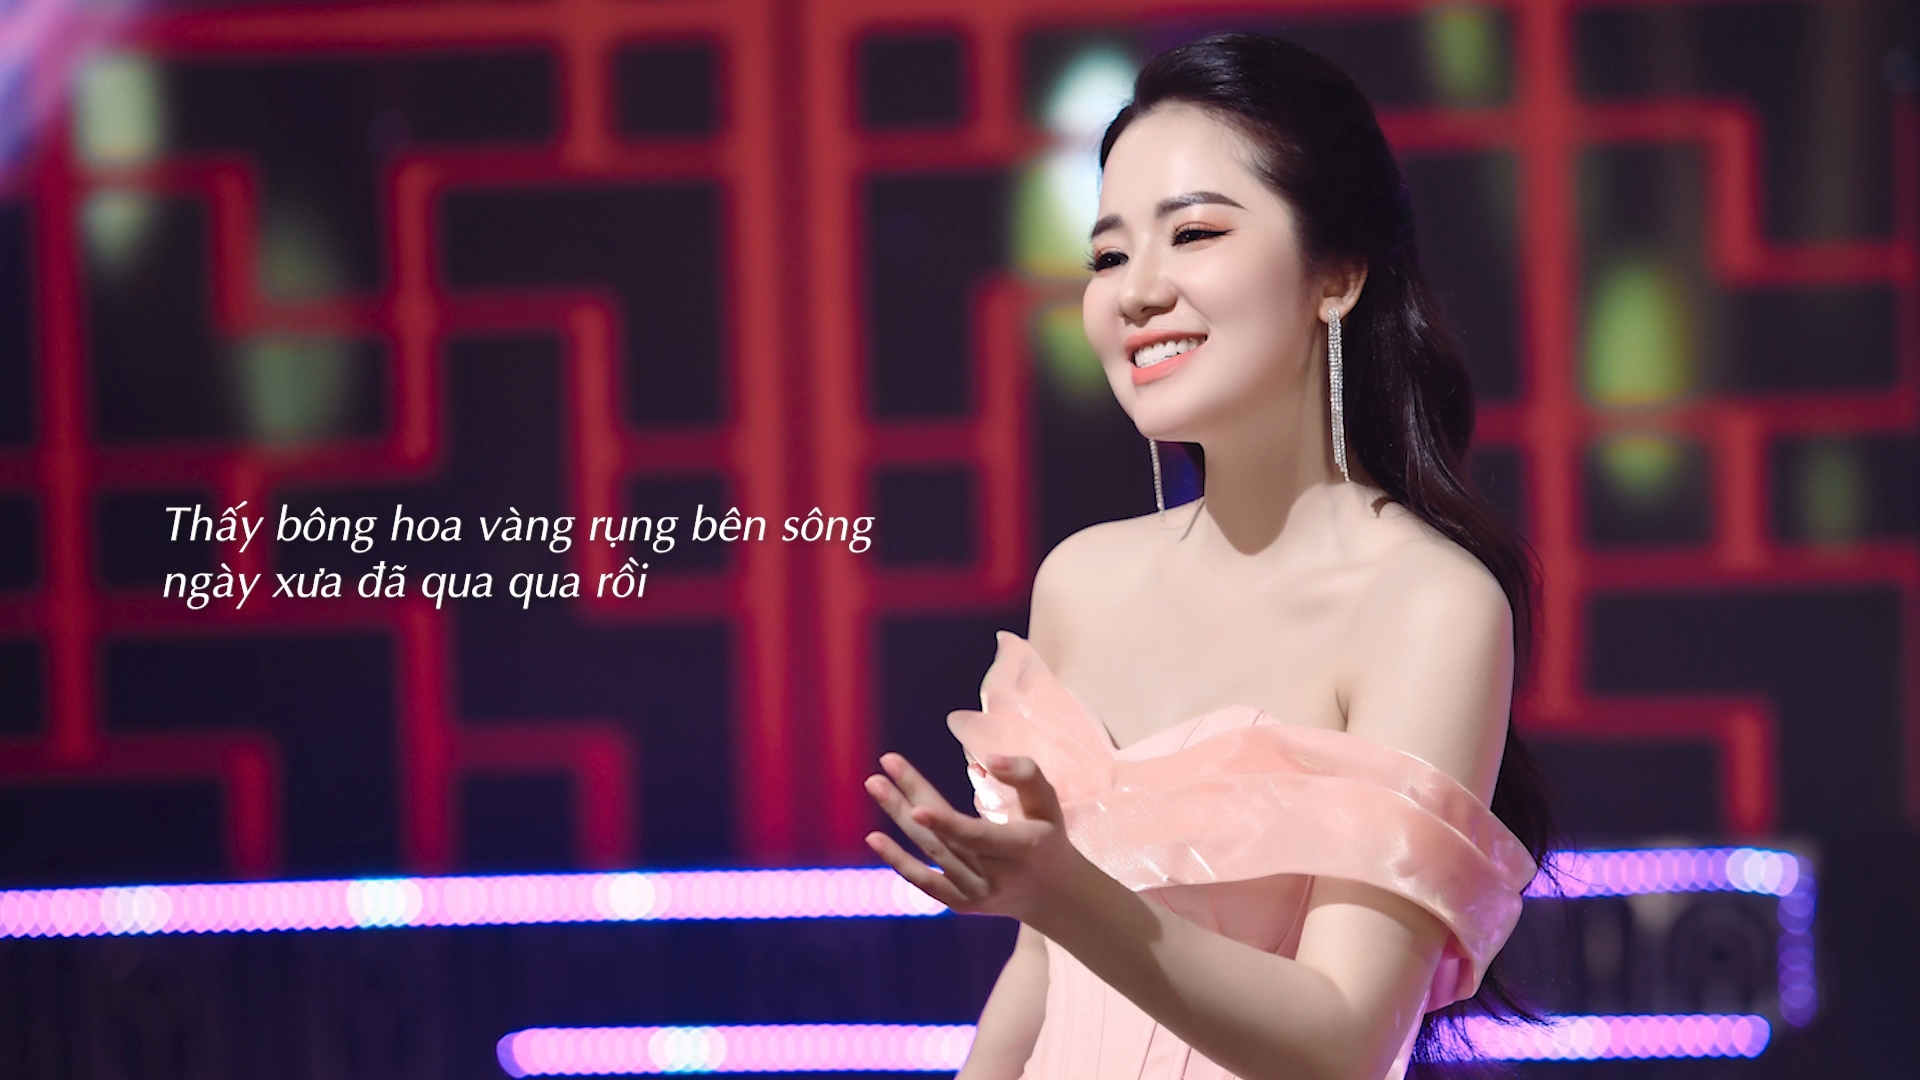 Thấy bông hoa vàng rụng bên sông
ngày xưa đã qua qua rồi